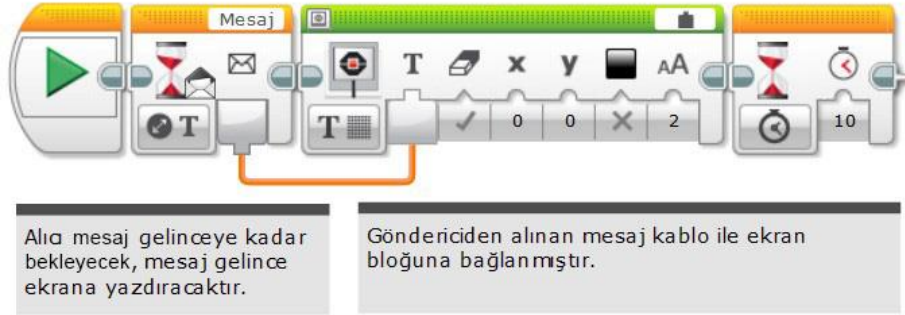 Mesaj
T x y AA
T T 0 0 2 10
Alıcı mesaj gelinceye kadar
bekleyecek, mesaj gelince
ekrana yazdıracaktır.
Göndericiden alınan mesaj kablo ile ekran
bloğuna bağlanmıştır.